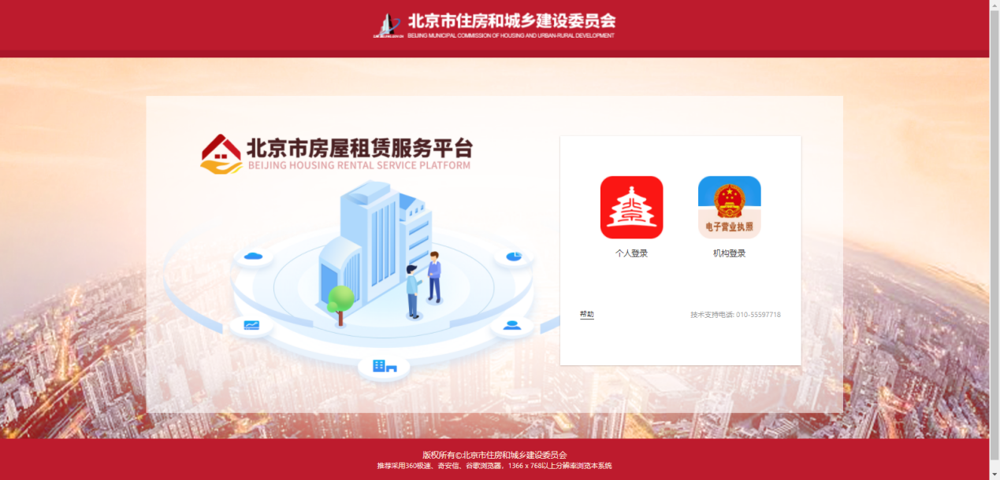 北京市住房和城乡建设委员会
BEIJING MUNICIPAL COMMISSION OF HOUSING AND URBAN-RURAL DEVELOPMENT
北京市房屋租赁服务平台
BEIJING HOUSING RENTAL SERVICE PLATFORM
电子营业执照
个人登录
机构登录
帮助
技术支持电话: 010-55597718
版权所有©北京市住房和城乡建设委员会
推荐采用360极速、奇安信、谷歌浏览器，1366 x 768以上分辨率浏览本系统